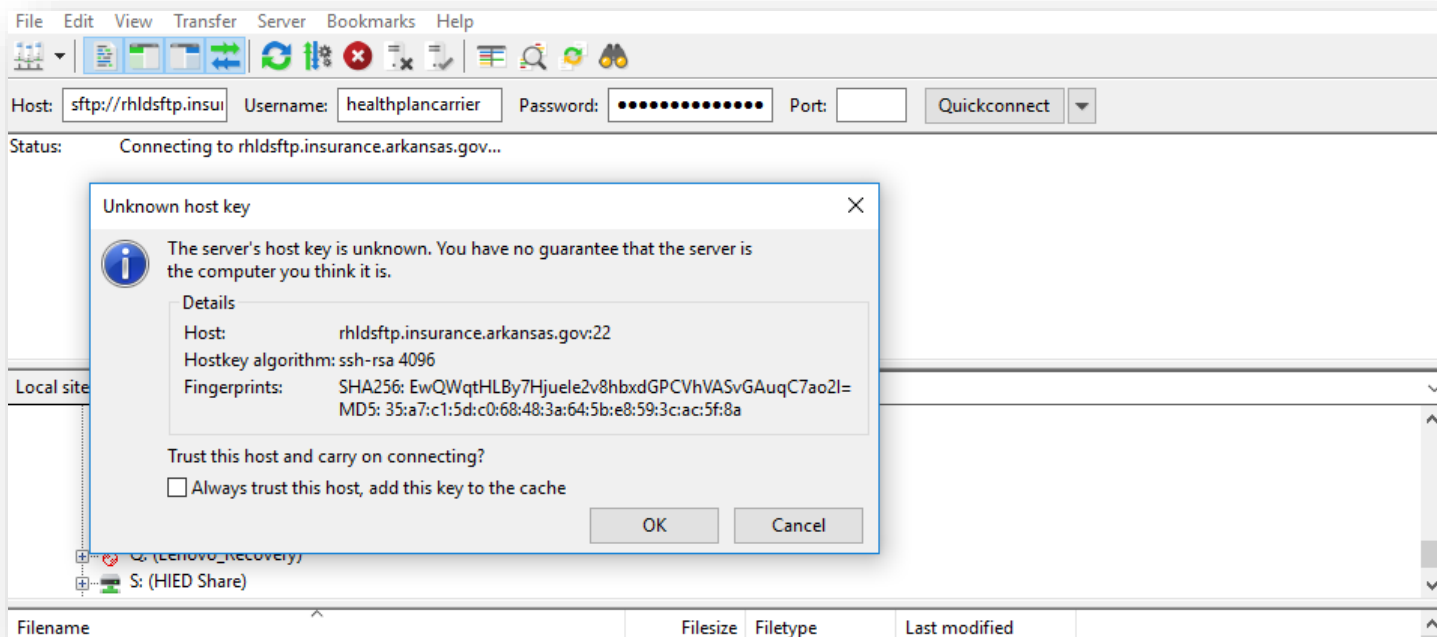 File Edit View Transfer Server Bookmarks Help
Host: sftp://rhldsftp.insur Username: healthplancarrier Password: ●●●●●●●●●●●●●● Port: Quickconnect
Status: Connecting to rhldsftp.insurance.arkansas.gov...
Unknown host key
The server's host key is unknown. You have no guarantee that the server is
the computer you think it is.
Details
Host: rhldsftp.insurance.arkansas.gov:22
Hostkey algorithm: ssh-rsa 4096
Fingerprints: SHA256: EwQWqtHLBy7Hjuele2v8hbxdGPCVhVASvGAuqC7ao2I=
MD5: 35:a7:c1:5d:c0:68:48:3a:64:5b:e8:59:3c:ac:5f:8a
Local site
Trust this host and carry on connecting?
Always trust this host, add this key to the cache
OK Cancel
Q: (Lenovo_Recovery)
S: (HIED Share)
Filename Filesize Filetype Last modified